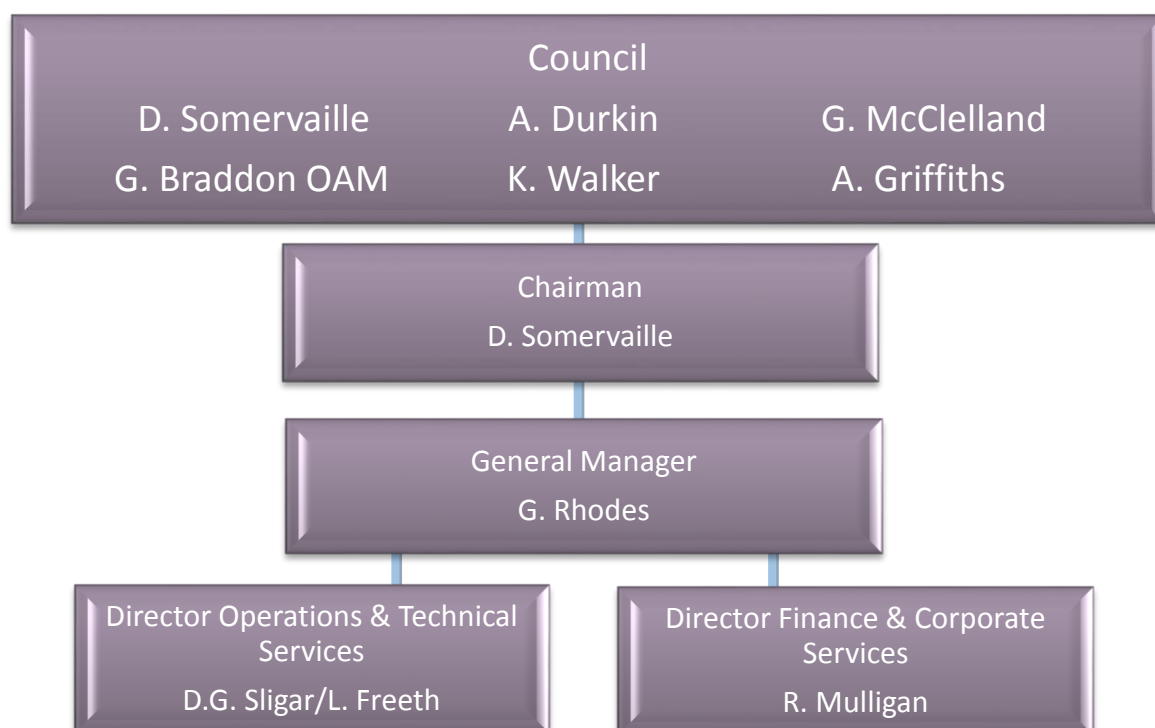 Council
D. Somervaille A. Durkin G. McClelland
G. Braddon OAM K. Walker A. Griffiths
Chairman
D. Somervaille
General Manager
G. Rhodes
Director Operations & Technical
Services
D.G. Sligar/L. Freeth
Director Finance & Corporate
Services
R. Mulligan